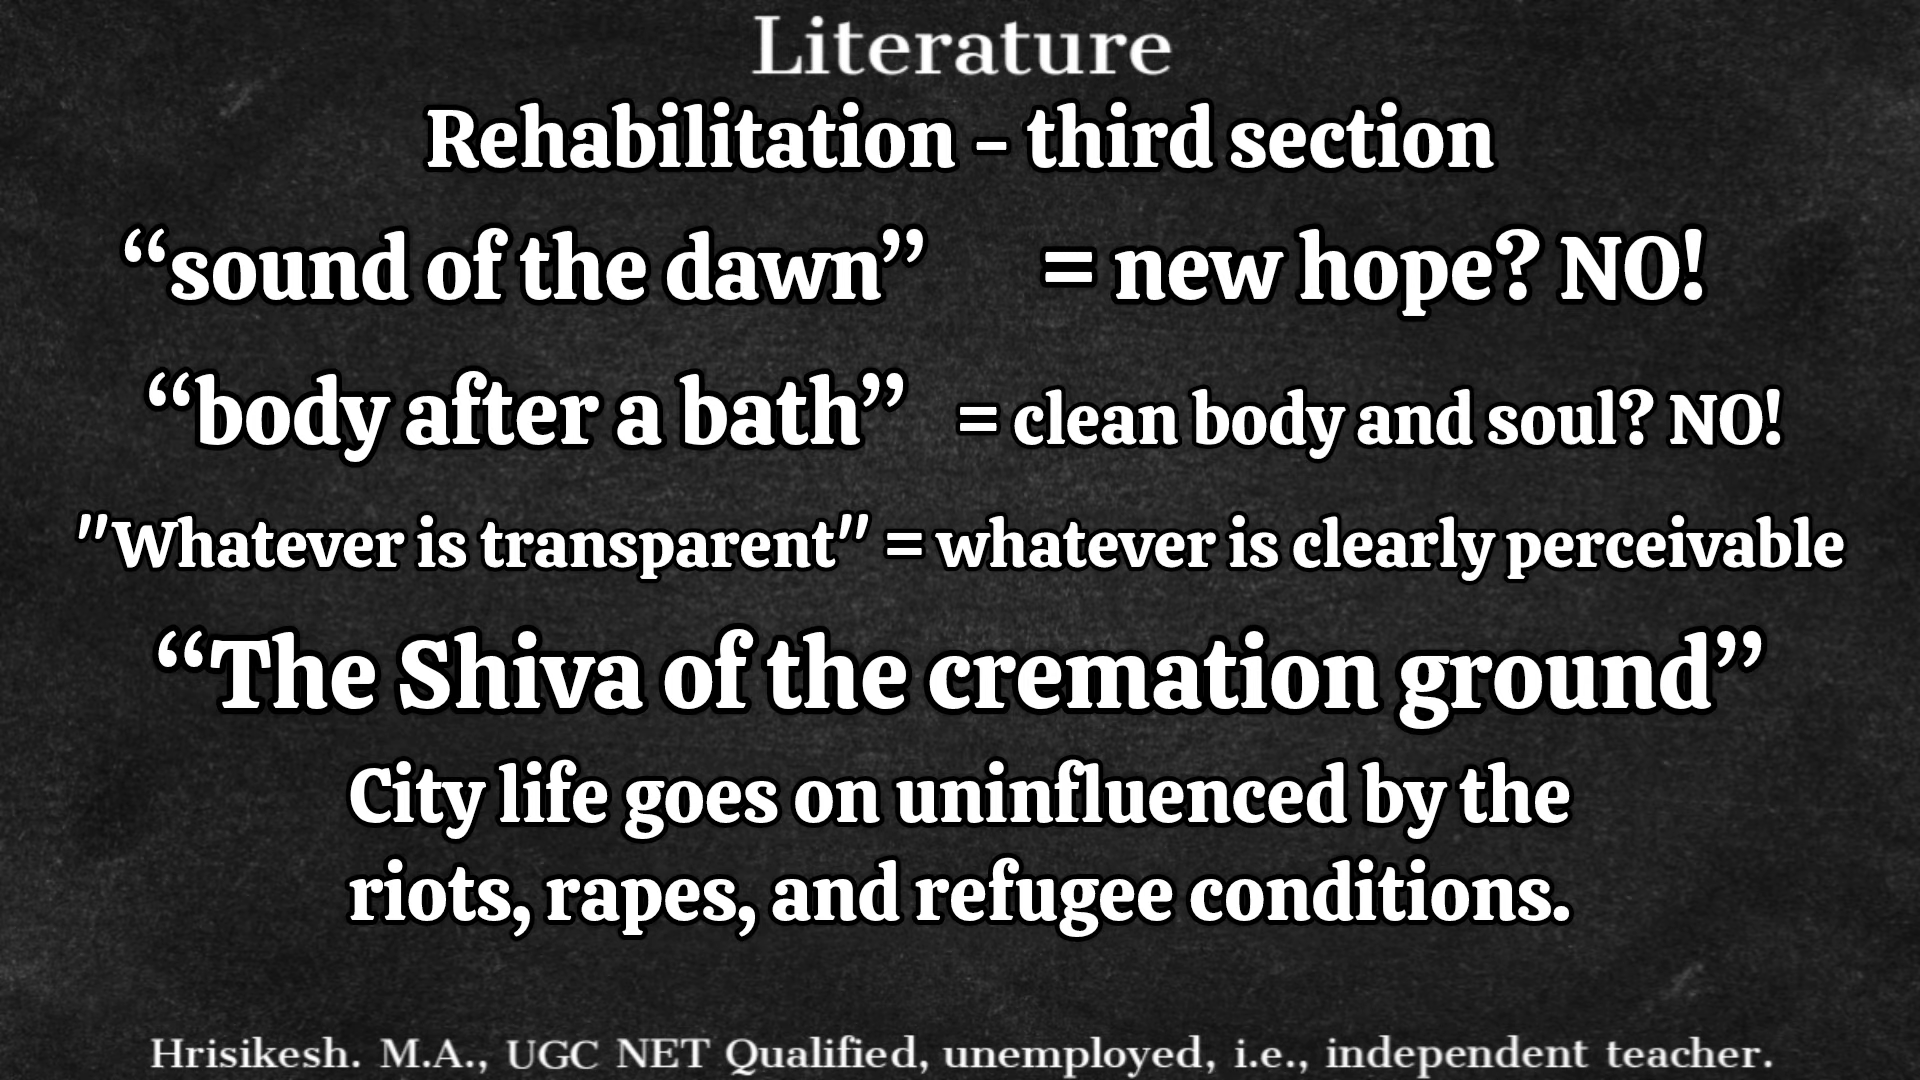 Literature
Rehabilitation – third section
“sound of the dawn” = new hope? NO!
“body after a bath” = clean body and soul? NO!
"Whatever is transparent" = whatever is clearly perceivable
“The Shiva of the cremation ground”
City life goes on uninfluenced by the
riots, rapes, and refugee conditions.
Hrisikesh. M.A., UGC NET Qualified, unemployed, i.e., independent teacher.